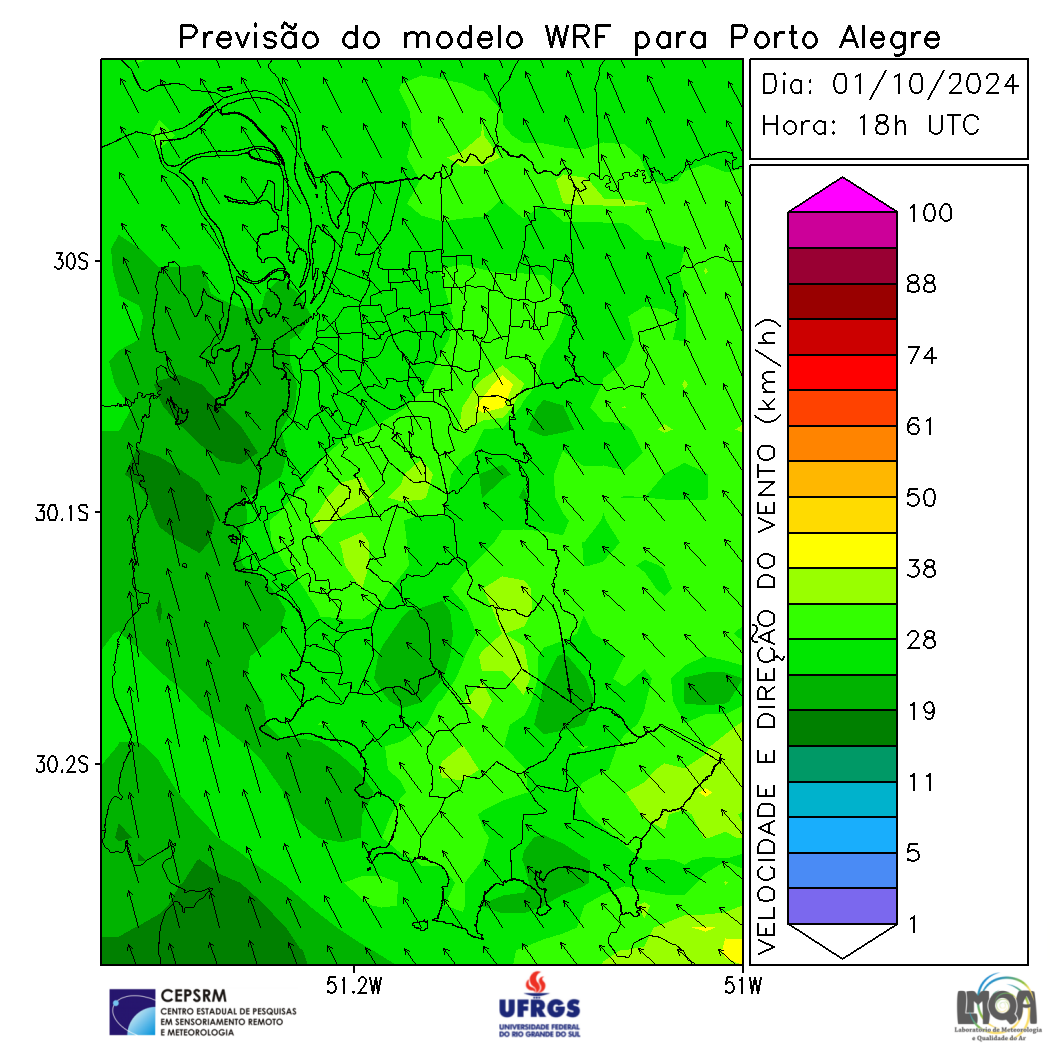 Previsão do modelo WRF para Porto Alegre
Dia: 01/10/2024
Hora: 18h UTC
30S
30.1S
30.2S
51.2W
51W
VELOCIDADE E DIREÇÃO DO VENTO (km/h)
100
88
74
61
50
38
28
19
11
5
1
CEPSRM
CENTRO ESTADUAL DE PESQUISAS
EM SENSORIAMENTO REMOTO
E METEOROLOGIA
UFRGS
UNIVERSIDADE FEDERAL
DO RIO GRANDE DO SUL
LMQA
Laboratório de Meteorologia
e Qualidade do Ar